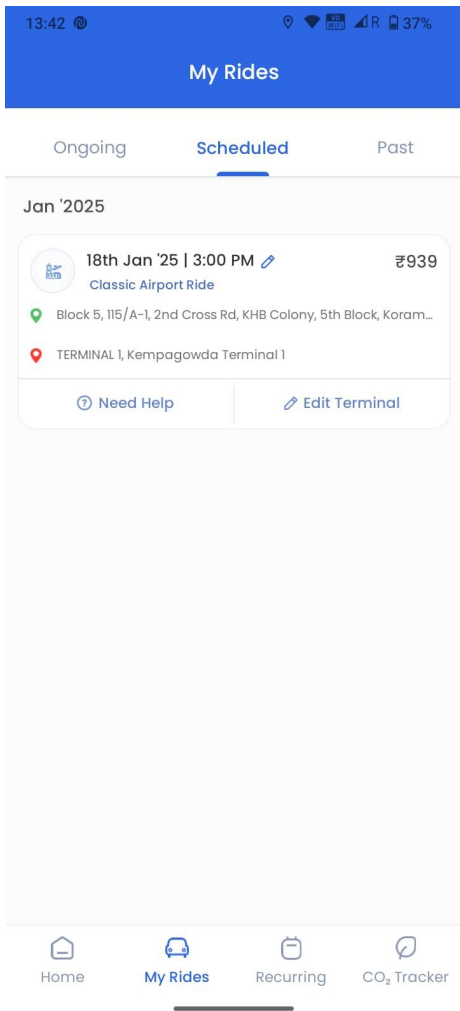 13:42 VO WiFi R 37%
My Rides
Ongoing Scheduled Past
Jan '2025
18th Jan '25 | 3:00 PM ₹939
Classic Airport Ride
Block 5, 115/A-1, 2nd Cross Rd, KHB Colony, 5th Block, Koram...
TERMINAL 1, Kempagowda Terminal 1
Need Help Edit Terminal
Home My Rides Recurring CO₂ Tracker